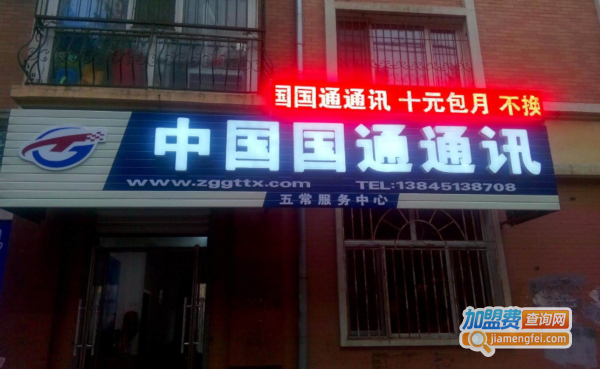 国国通通讯 十元包月 不换
中国国通通讯
www.zggttx.com TEL:13845138708
五常服务中心
加盟费查询网
jiamengfei.com